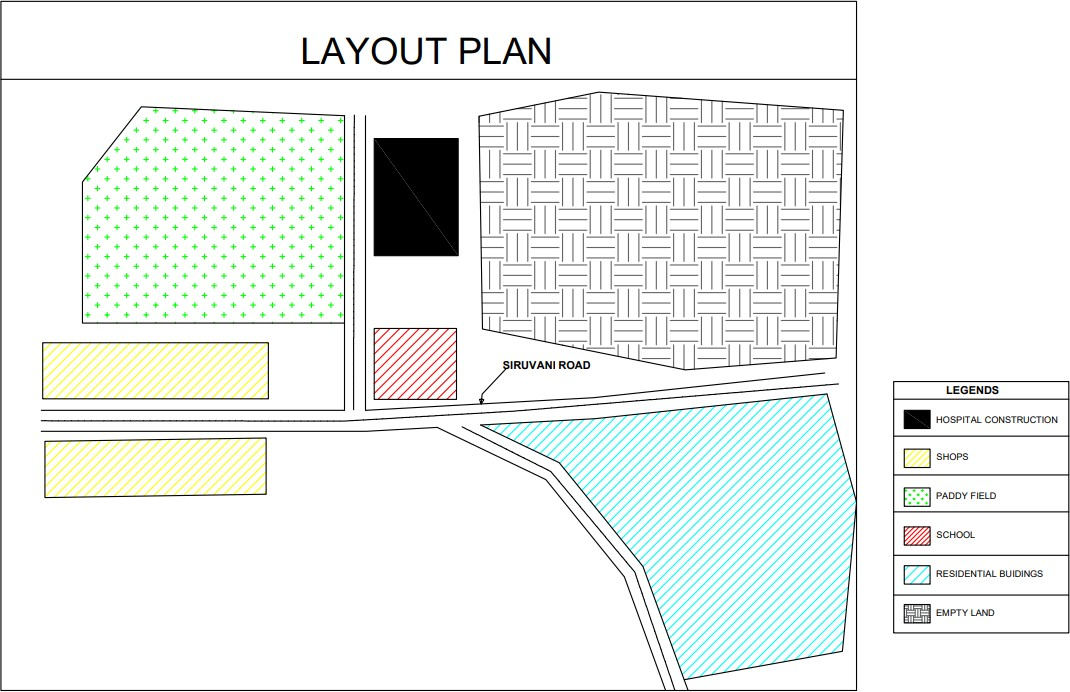 LAYOUT PLAN
SIRUVANI ROAD
LEGENDS
HOSPITAL CONSTRUCTION
SHOPS
PADDY FIELD
SCHOOL
RESIDENTIAL BUIDINGS
EMPTY LAND